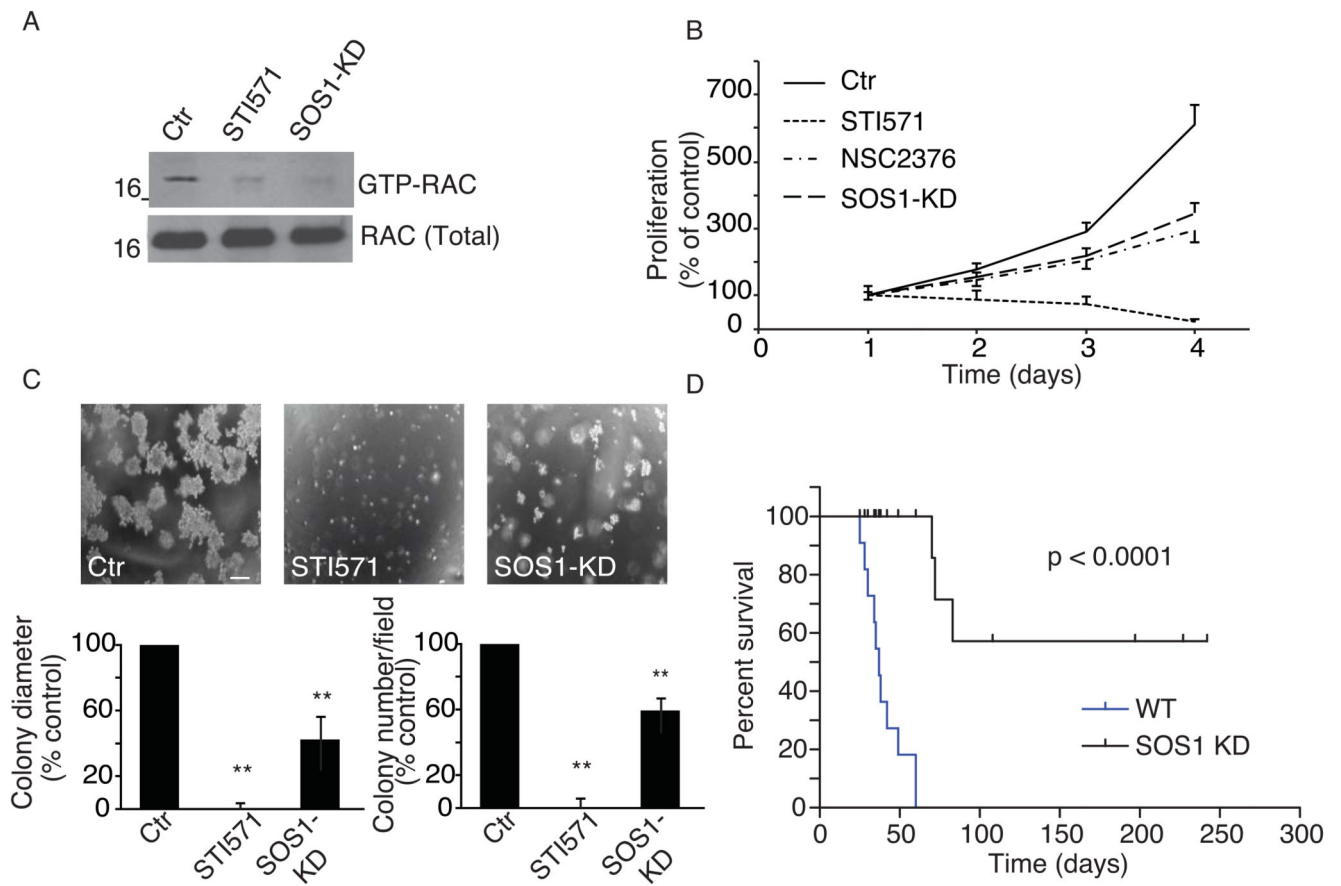 A
Ctr
STI571
SOS1-KD
16
GTP-RAC
16
RAC (Total)
B
Proliferation
(% of control)
700
500
300
100
0
Ctr
STI571
NSC2376
SOS1-KD
0 1 2 3 4
Time (days)
C
Ctr
STI571
SOS1-KD
Colony diameter
(% control)
100
60
20
0
**
**
Ctr
STI571
SOS1-
KD
Colony number/field
(% control)
100
60
20
0
**
**
Ctr
STI571
SOS1-
KD
D
Percent survival
100
80
60
40
20
0
p < 0.0001
WT
SOS1 KD
0 50 100 150 200 250 300
Time (days)